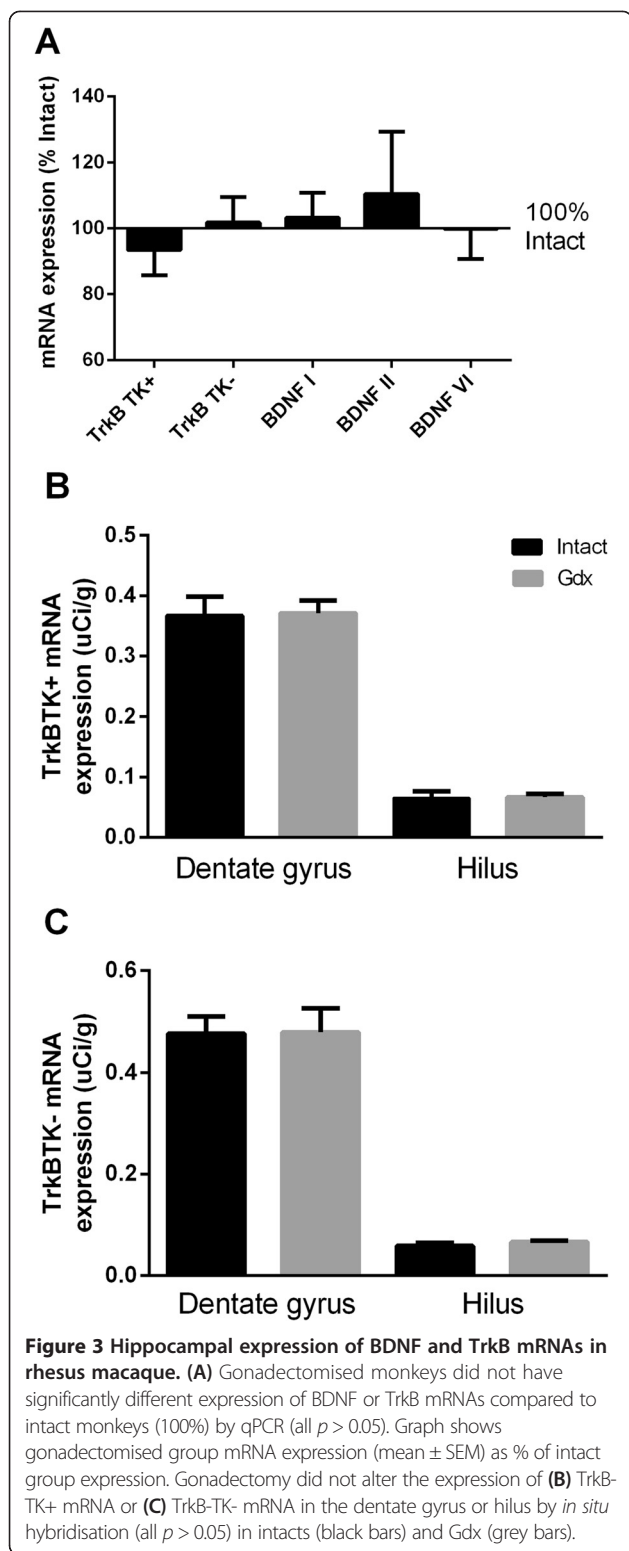 A
mRNA expression (% Intact)
140
120
100
80
60
100%
Intact
TrkB TK+
TrkB TK-
BDNF I
BDNF II
BDNF VI
B
TrkBTK+ mRNA
expression (uCi/g)
0.5
0.4
0.3
0.2
0.1
0.0
Intact
Gdx
Dentate gyrus
Hilus
C
TrkBTK- mRNA
expression (uCi/g)
0.6
0.4
0.2
0.0
Dentate gyrus
Hilus
Figure 3 Hippocampal expression of BDNF and TrkB mRNAs in
rhesus macaque. (A) Gonadectomised monkeys did not have
significantly different expression of BDNF or TrkB mRNAs compared to
intact monkeys (100%) by qPCR (all p > 0.05). Graph shows
gonadectomised group mRNA expression (mean ± SEM) as % of intact
group expression. Gonadectomy did not alter the expression of (B) TrkB-
TK+ mRNA or (C) TrkB-TK- mRNA in the dentate gyrus or hilus by in situ
hybridisation (all p > 0.05) in intacts (black bars) and Gdx (grey bars).